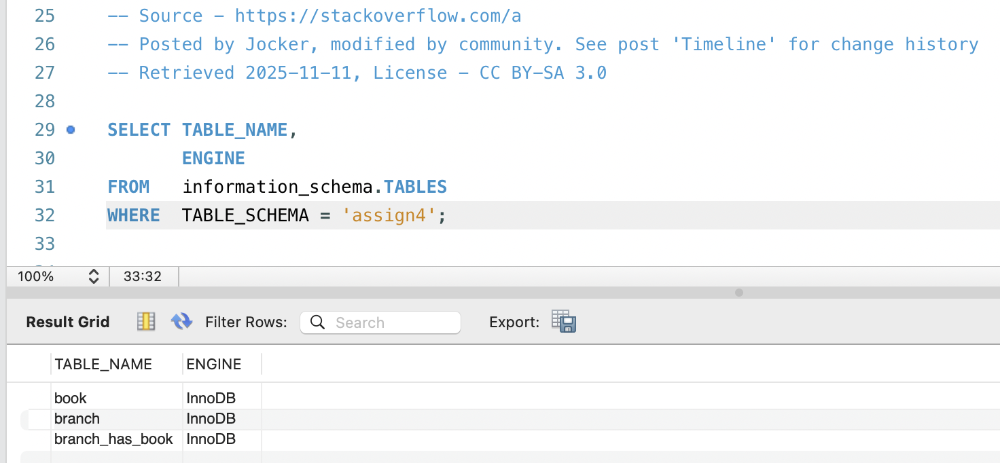 25 -- Source - https://stackoverflow.com/a
26 -- Posted by Jocker, modified by community. See post 'Timeline' for change history
27 -- Retrieved 2025-11-11, License - CC BY-SA 3.0
28
29 SELECT TABLE_NAME,
30 ENGINE
31 FROM information_schema.TABLES
32 WHERE TABLE_SCHEMA = 'assign4';
33
100% 33:32
Result Grid Filter Rows: Search Export:
TABLE_NAME ENGINE
book InnoDB
branch InnoDB
branch_has_book InnoDB